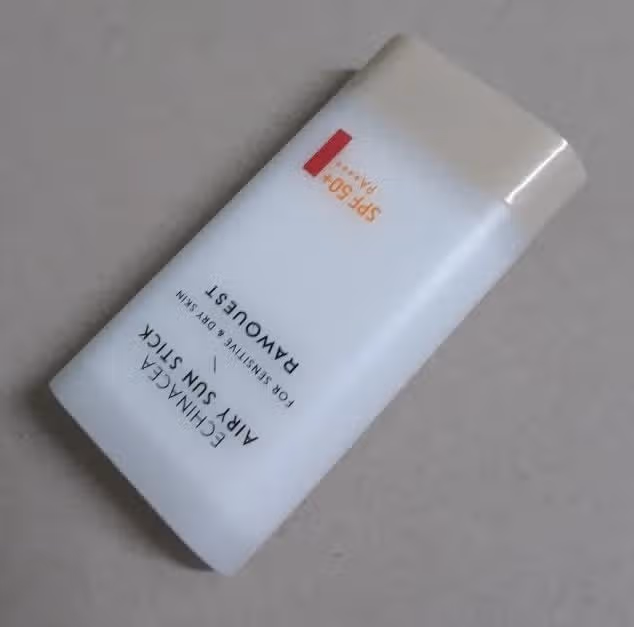 ECHINACEA
AIRY SUN STICK
FOR SENSITIVE & DRY SKIN
RAWQUEST
SPF 50+
PA++++